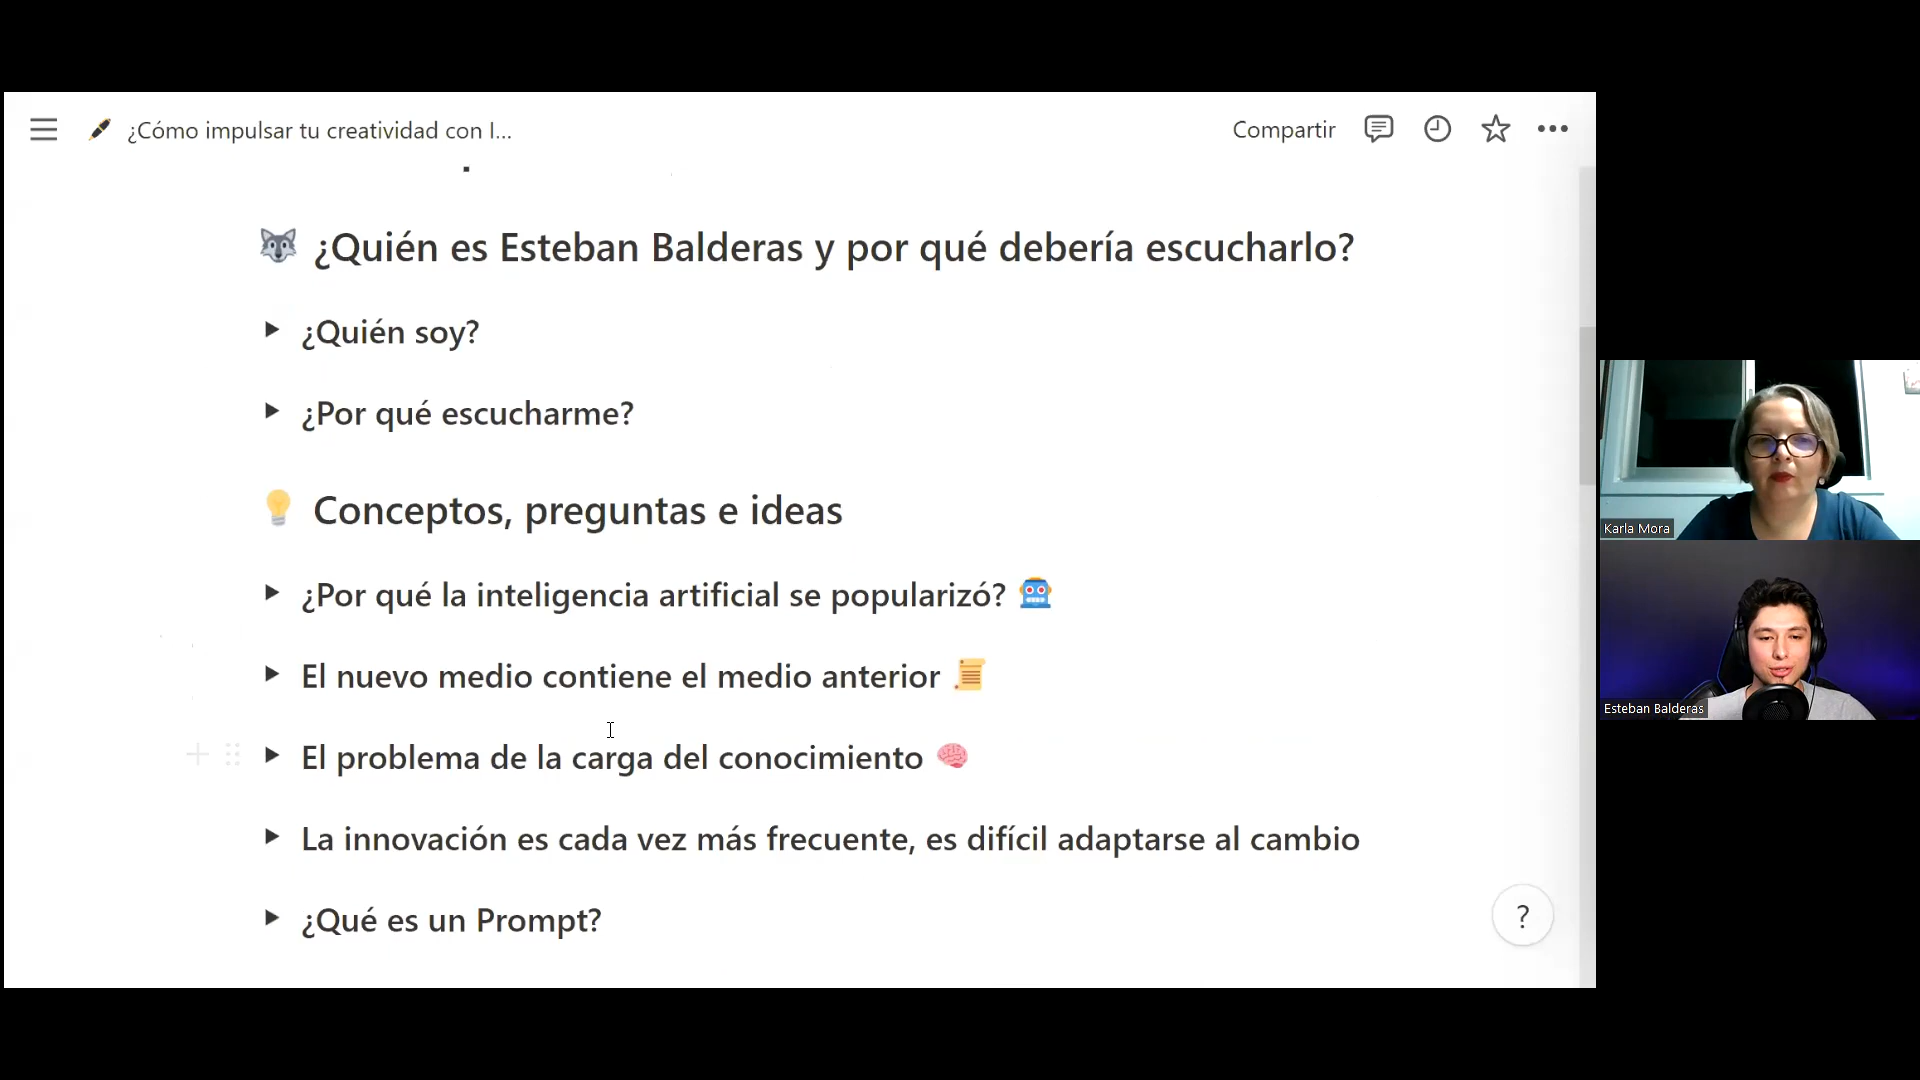 ¿Cómo impulsar tu creatividad con I...
Compartir
¿Quién es Esteban Balderas y por qué debería escucharlo?
¿Quién soy?
¿Por qué escucharme?
Conceptos, preguntas e ideas
¿Por qué la inteligencia artificial se popularizó?
El nuevo medio contiene el medio anterior
El problema de la carga del conocimiento
La innovación es cada vez más frecuente, es difícil adaptarse al cambio
¿Qué es un Prompt?
?
Karla Mora
Esteban Balderas